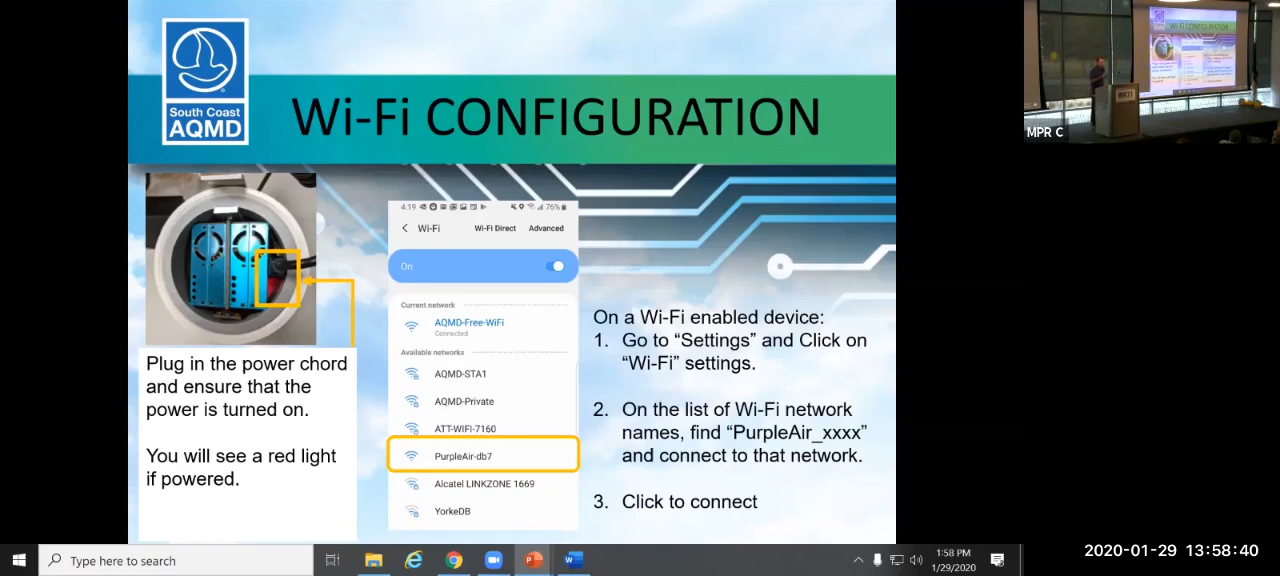 South Coast
AQMD
Wi-Fi CONFIGURATION
MPR C
Plug in the power chord
and ensure that the
power is turned on.
You will see a red light
if powered.
4:19
76%
Wi-Fi
Wi-Fi Direct
Advanced
On
Current network
AQMD-Free-WiFi
Connected
Available networks
AQMD-STA1
AQMD-Private
ATT-WIFI-7160
PurpleAir-db7
Alcatel LINKZONE 1669
YorkeDB
On a Wi-Fi enabled device:
1. Go to “Settings” and Click on
“Wi-Fi” settings.
2. On the list of Wi-Fi network
names, find “PurpleAir_xxxx”
and connect to that network.
3. Click to connect
Type here to search
1:58 PM
1/29/2020
2020-01-29 13:58:40